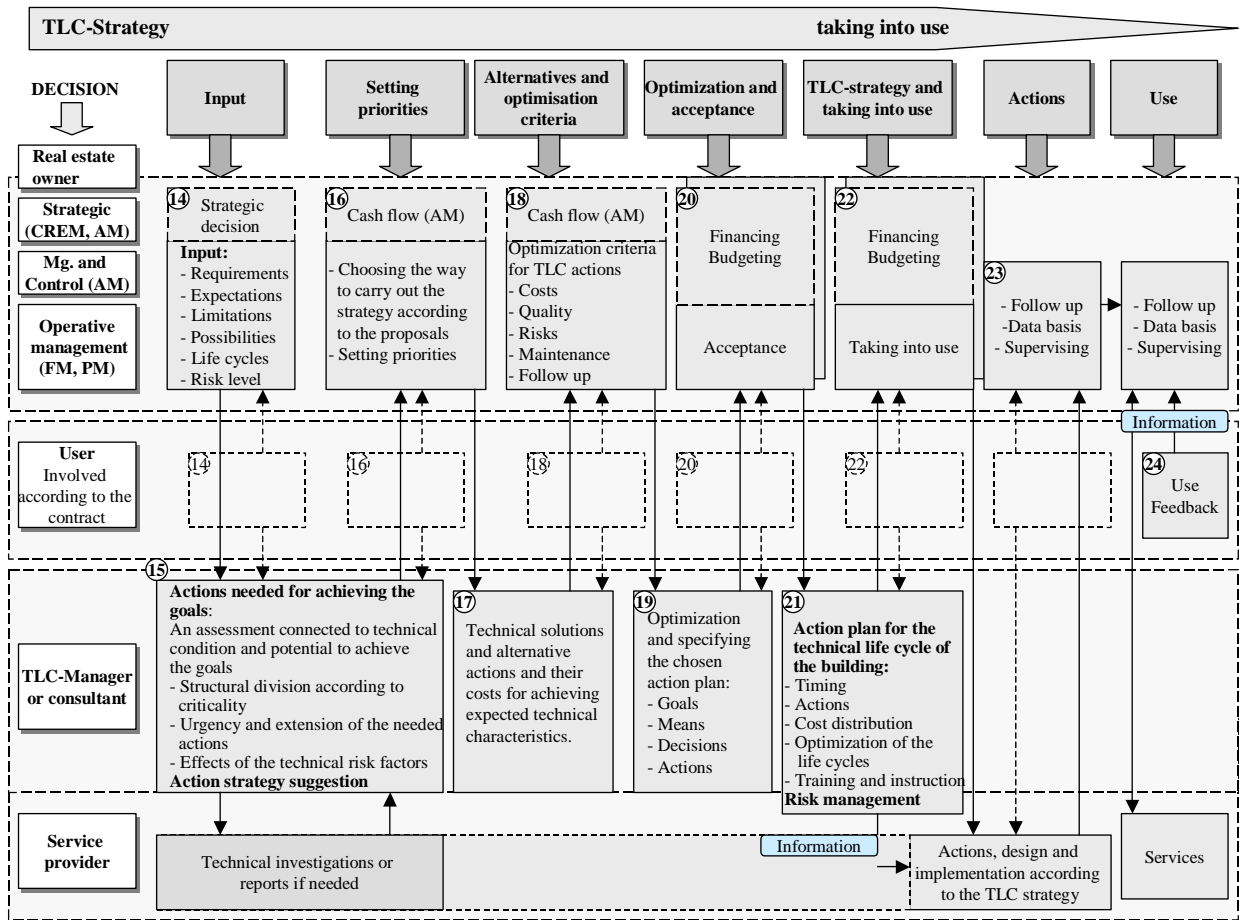 TLC-Strategy taking into use
DECISION
Input
Setting
priorities
Alternatives and
optimisation
criteria
Optimization and
acceptance
TLC-strategy and
taking into use
Actions
Use
Real estate
owner
Strategic
(CREM, AM)
Mg. and
Control (AM)
Operative
management
(FM, PM)
14
Strategic
decision
Input:
- Requirements
- Expectations
- Limitations
- Possibilities
- Life cycles
- Risk level
16
Cash flow (AM)
- Choosing the way
to carry out the
strategy according
to the proposals
- Setting priorities
18
Cash flow (AM)
Optimization criteria
for TLC actions
- Costs
- Quality
- Risks
- Maintenance
- Follow up
20
Financing
Budgeting
Acceptance
22
Financing
Budgeting
Taking into use
23
- Follow up
-Data basis
- Supervising
- Follow up
- Data basis
- Supervising
Information
User
Involved
according to the
contract
14
16
18
20
22
24
Use
Feedback
TLC-Manager
or consultant
15
Actions needed for achieving the
goals:
An assessment connected to technical
condition and potential to achieve
the goals
- Structural division according to
criticality
- Urgency and extension of the needed
actions
- Effects of the technical risk factors
Action strategy suggestion
17
Technical solutions
and alternative
actions and their
costs for achieving
expected technical
characteristics.
19
Optimization
and specifying
the chosen
action plan:
- Goals
- Means
- Decisions
- Actions
21
Action plan for the
technical life cycle of
the building:
- Timing
- Actions
- Cost distribution
- Optimization of the
life cycles
- Training and instruction
Risk management
Service
provider
Technical investigations or
reports if needed
Information
Actions, design and
implementation according
to the TLC strategy
Services